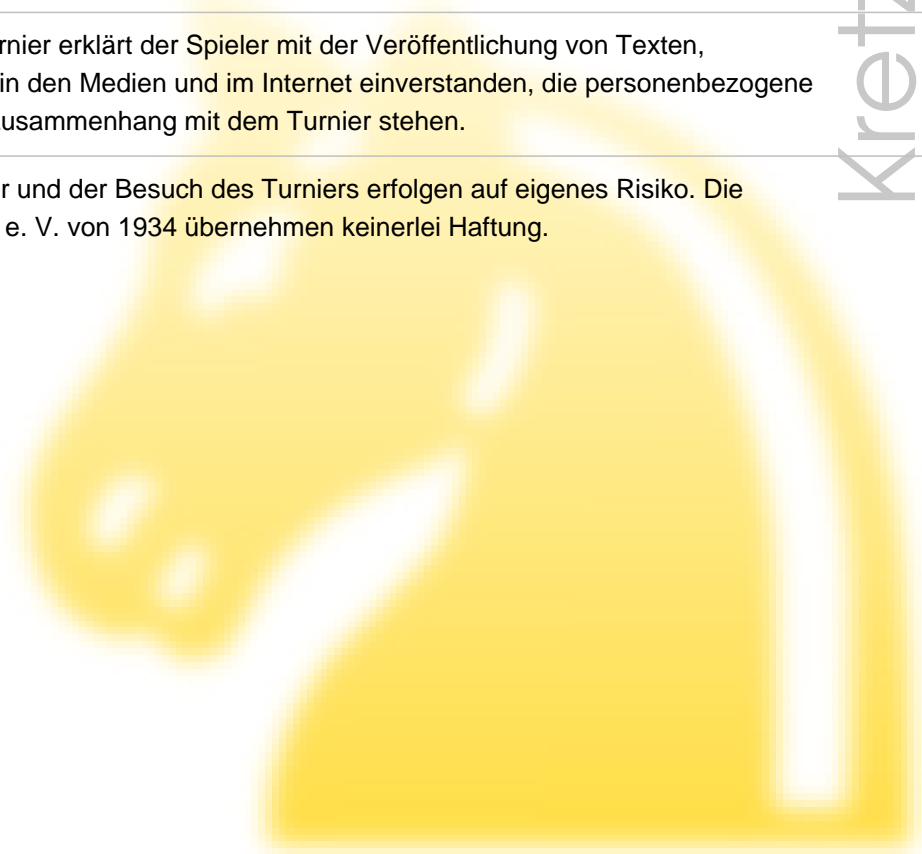 rnier erklärt der Spieler mit der Veröffentlichung von Texten,
in den Medien und im Internet einverstanden, die personenbezogene
usammenhang mit dem Turnier stehen.
r und der Besuch des Turniers erfolgen auf eigenes Risiko. Die
e. V. von 1934 übernehmen keinerlei Haftung.
Kretz